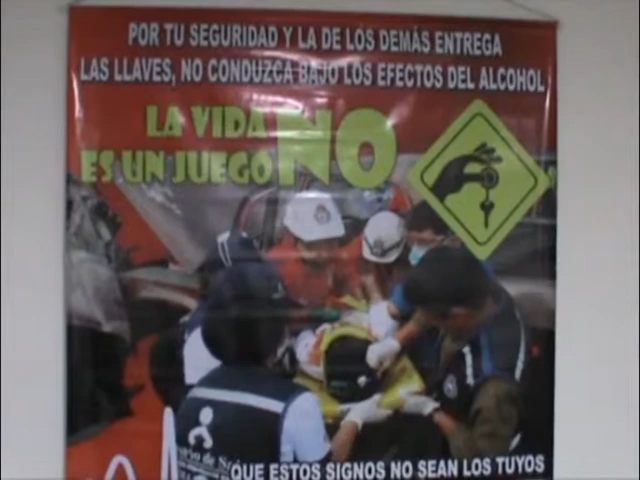 POR TU SEGURIDAD Y LA DE LOS DEMÁS ENTREGA
LAS LLAVES, NO CONDUZCA BAJO LOS EFECTOS DEL ALCOHOL
LA VIDA NO
ES UN JUEGO
QUE ESTOS SIGNOS NO SEAN LOS TUYOS